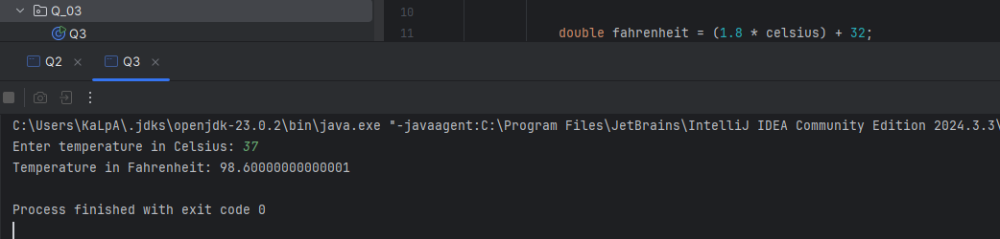 Q_03
10
Q3
11 double fahrenheit = (1.8 * celsius) + 32;
Q2 Q3
C:\Users\KaLpA\.jdks\openjdk-23.0.2\bin\java.exe "-javaagent:C:\Program Files\JetBrains\IntelliJ IDEA Community Edition 2024.3.3\
Enter temperature in Celsius: 37
Temperature in Fahrenheit: 98.60000000000001
Process finished with exit code 0